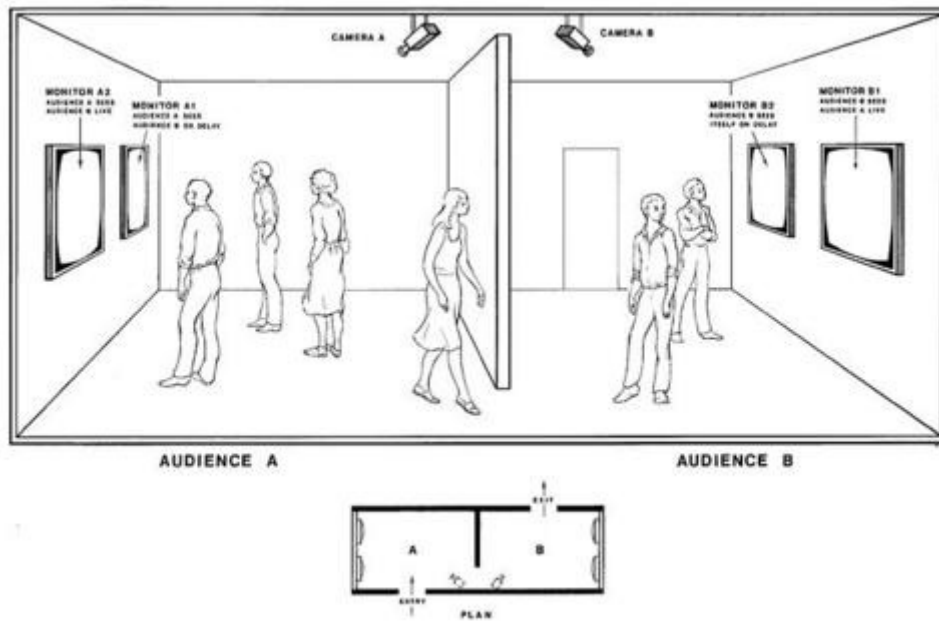 CAMERA A
CAMERA B
MONITOR A2
AUDIENCE A SEES
AUDIENCE B LIVE
MONITOR A1
AUDIENCE A SEES
AUDIENCE B ON DELAY
MONITOR B2
AUDIENCE B SEES
ITSELF ON DELAY
MONITOR B1
AUDIENCE B SEES
AUDIENCE A LIVE
AUDIENCE A
AUDIENCE B
EXIT
A
B
ENTRY
PLAN